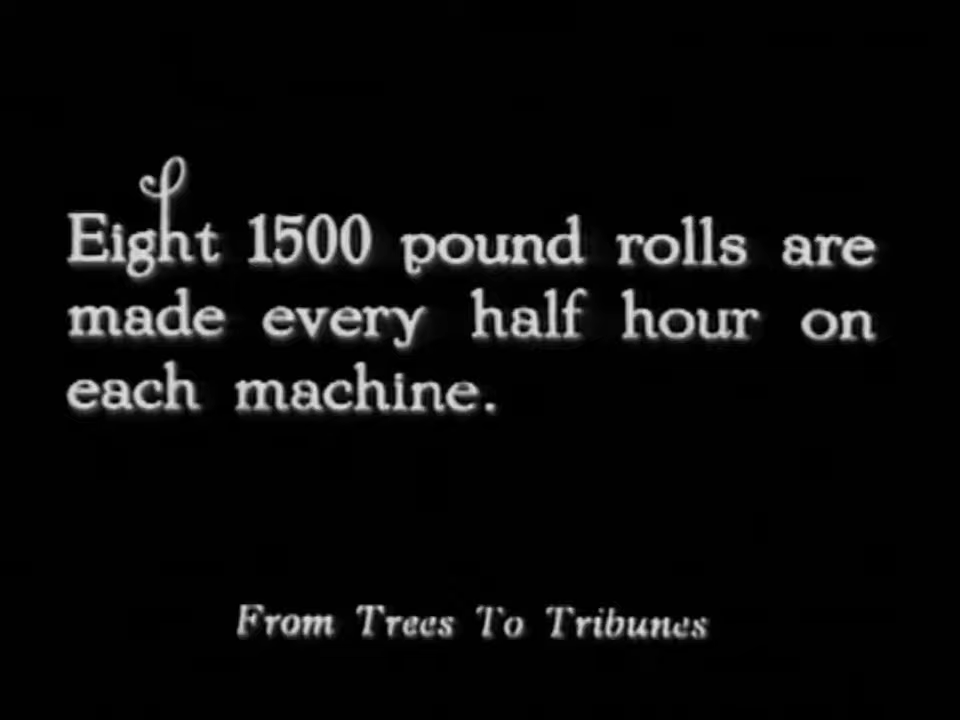 Eight 1500 pound rolls are
made every half hour on
each machine.
From Trees To Tribunes